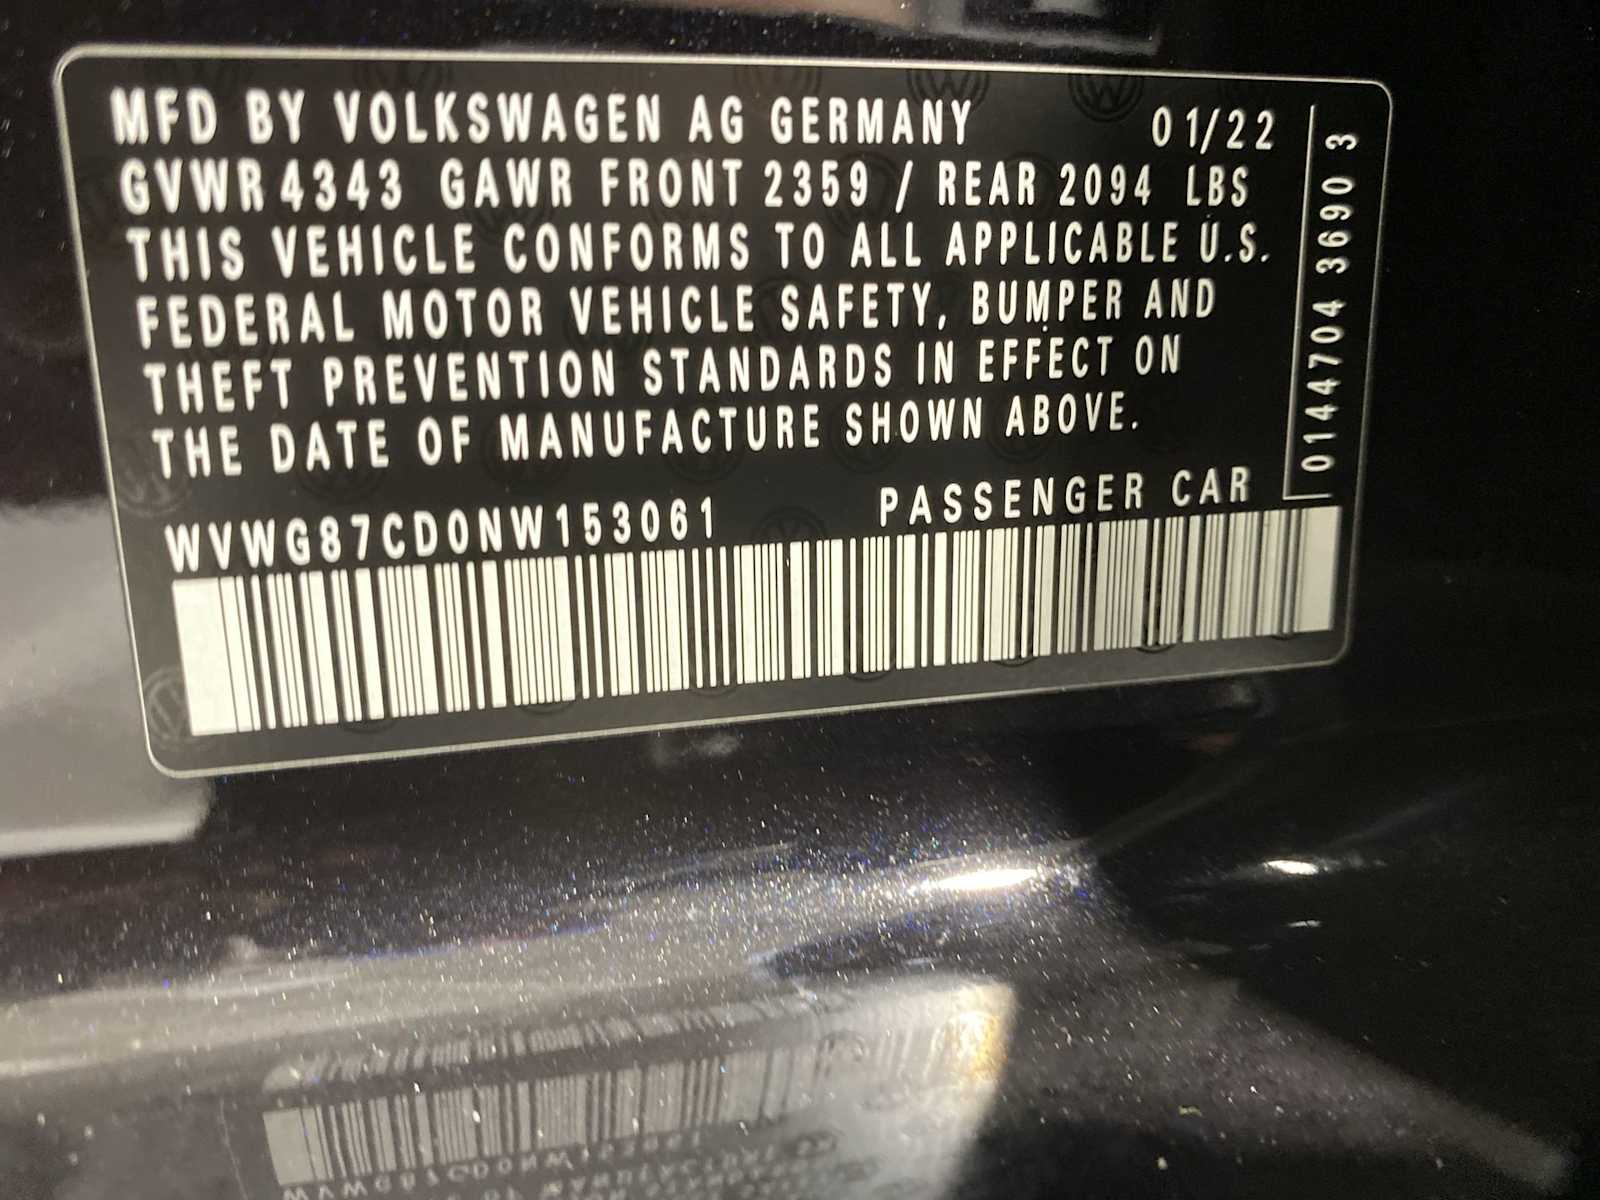 MFD BY VOLKSWAGEN AG GERMANY 01/22
GVWR 4343 GAWR FRONT 2359 / REAR 2094 LBS
THIS VEHICLE CONFORMS TO ALL APPLICABLE U.S.
FEDERAL MOTOR VEHICLE SAFETY, BUMPER AND
THEFT PREVENTION STANDARDS IN EFFECT ON
THE DATE OF MANUFACTURE SHOWN ABOVE.
WVWG87CD0NW153061 PASSENGER CAR
0144704 3690 3